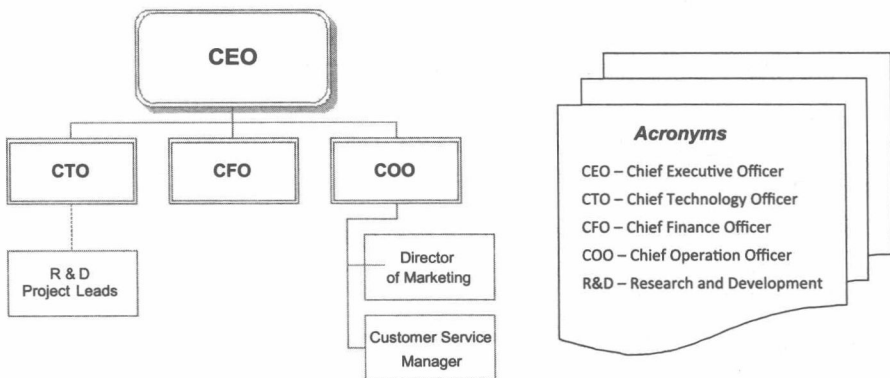 CEO
CTO
CFO
COO
R & D
Project Leads
Director
of Marketing
Customer Service
Manager
Acronyms
CEO – Chief Executive Officer
CTO – Chief Technology Officer
CFO – Chief Finance Officer
COO – Chief Operation Officer
R&D – Research and Development